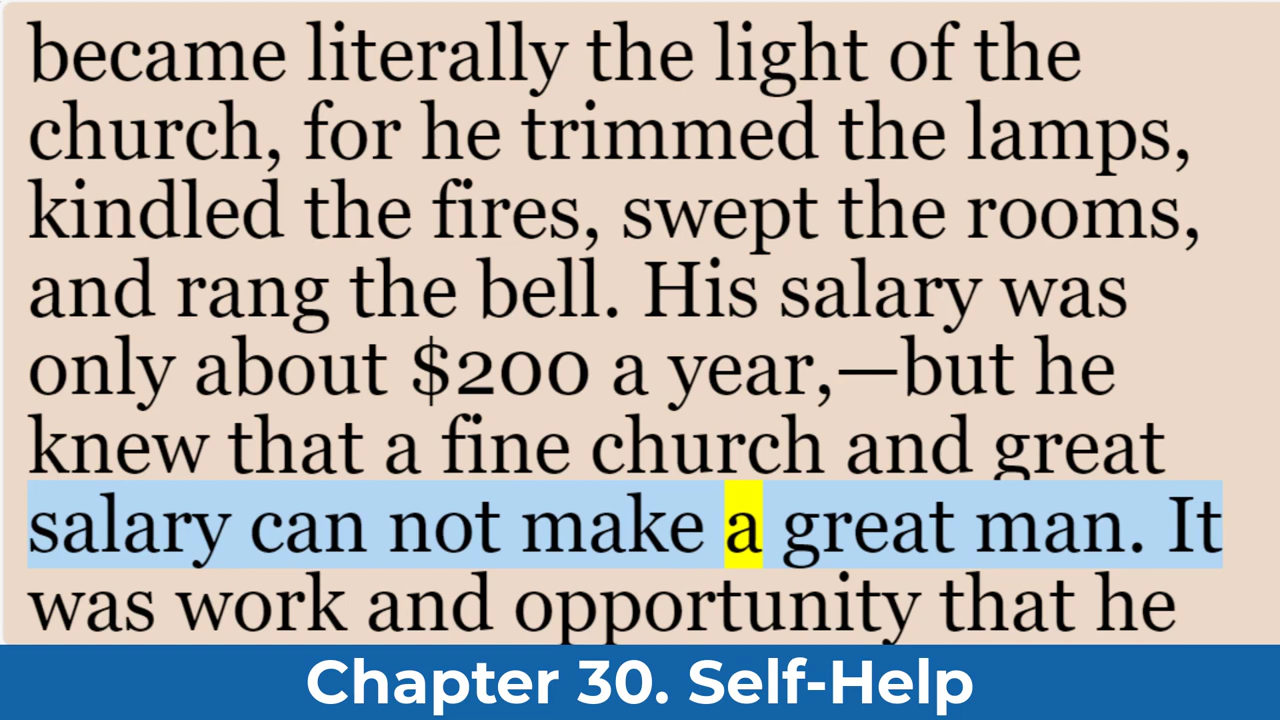 became literally the light of the
church, for he trimmed the lamps,
kindled the fires, swept the rooms,
and rang the bell. His salary was
only about $200 a year,—but he
knew that a fine church and great
salary can not make a great man. It
was work and opportunity that he
Chapter 30. Self-Help